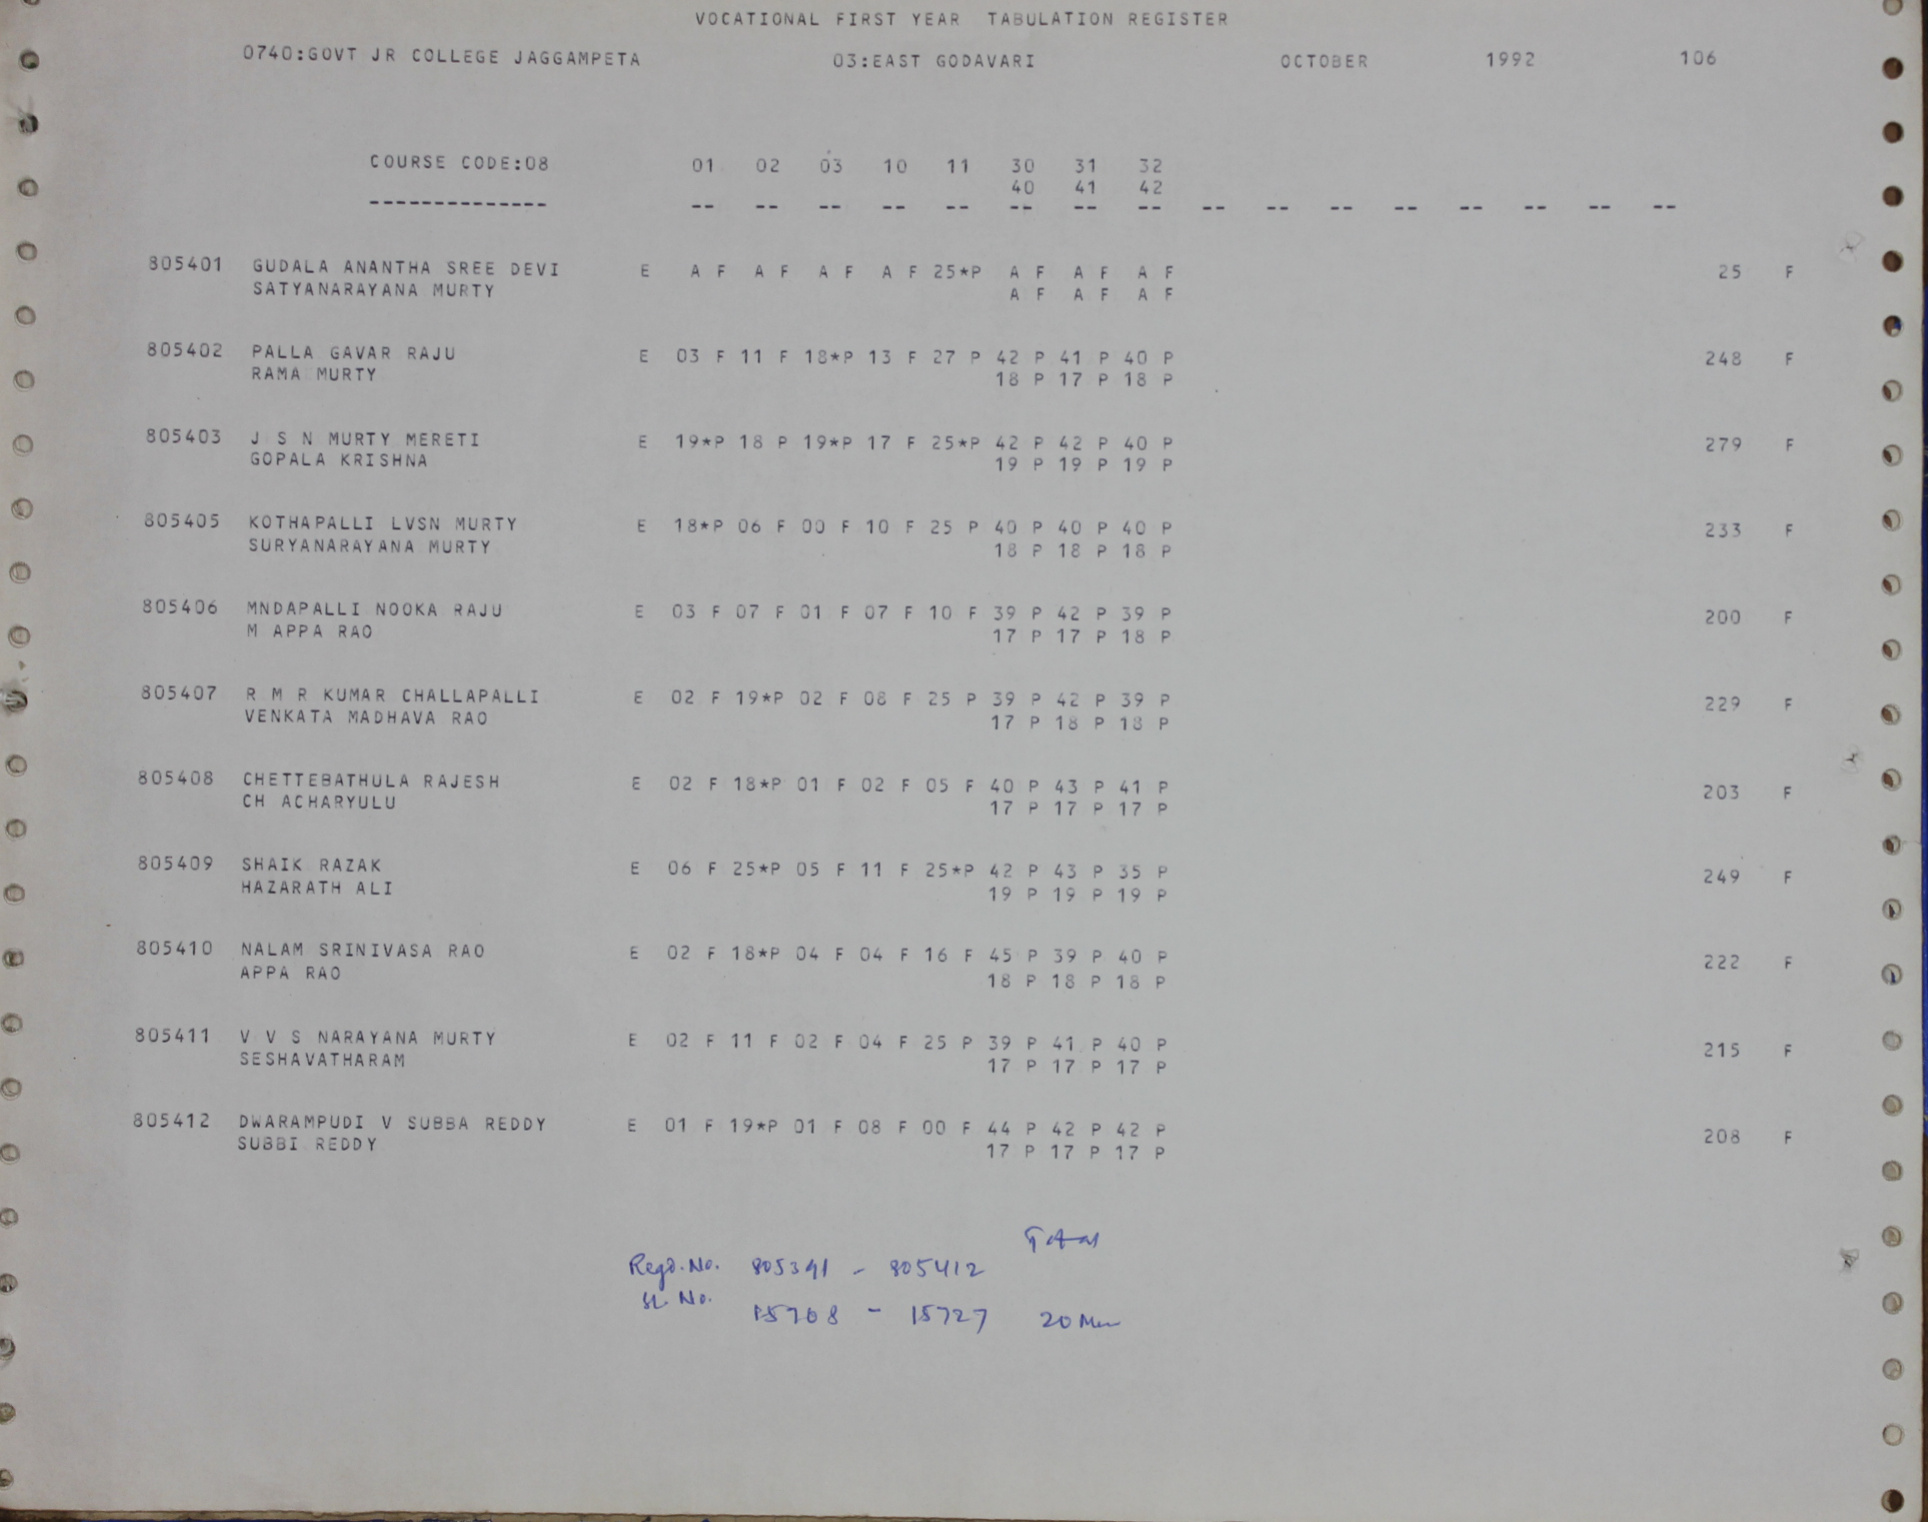 VOCATIONAL FIRST YEAR TABULATION REGISTER
0740:GOVT JR COLLEGE JAGGAMPETA 03:EAST GODAVARI OCTOBER 1992 106
COURSE CODE:08 01 02 03 10 11 30 31 32
40 41 42
-------------- -- -- -- -- -- -- -- -- -- -- -- -- -- -- -- --
805401 GUDALA ANANTHA SREE DEVI E A F A F A F A F 25*P A F A F A F 25 F
SATYANARAYANA MURTY A F A F A F
805402 PALLA GAVAR RAJU E 03 F 11 F 18*P 13 F 27 P 42 P 41 P 40 P 248 F
RAMA MURTY 18 P 17 P 18 P
805403 J S N MURTY MERETI E 19*P 18 P 19*P 17 F 25*P 42 P 42 P 40 P 279 F
GOPALA KRISHNA 19 P 19 P 19 P
805405 KOTHAPALLI LVSN MURTY E 18*P 06 F 00 F 10 F 25 P 40 P 40 P 40 P 233 F
SURYANARAYANA MURTY 18 P 18 P 18 P
805406 MNDAPALLI NOOKA RAJU E 03 F 07 F 01 F 07 F 10 F 39 P 42 P 39 P 200 F
M APPA RAO 17 P 17 P 18 P
805407 R M R KUMAR CHALLAPALLI E 02 F 19*P 02 F 08 F 25 P 39 P 42 P 39 P 229 F
VENKATA MADHAVA RAO 17 P 18 P 18 P
805408 CHETTEBATHULA RAJESH E 02 F 18*P 01 F 02 F 05 F 40 P 43 P 41 P 203 F
CH ACHARYULU 17 P 17 P 17 P
805409 SHAIK RAZAK E 06 F 25*P 05 F 11 F 25*P 42 P 43 P 35 P 249 F
HAZARATH ALI 19 P 19 P 19 P
805410 NALAM SRINIVASA RAO E 02 F 18*P 04 F 04 F 16 F 45 P 39 P 40 P 222 F
APPA RAO 18 P 18 P 18 P
805411 V V S NARAYANA MURTY E 02 F 11 F 02 F 04 F 25 P 39 P 41 P 40 P 215 F
SESHAVATHARAM 17 P 17 P 17 P
805412 DWARAMPUDI V SUBBA REDDY E 01 F 19*P 01 F 08 F 00 F 44 P 42 P 42 P 208 F
SUBBI REDDY 17 P 17 P 17 P
Total
Regd.No. 805391 - 805412
Sl. No. 15708 - 15727 20